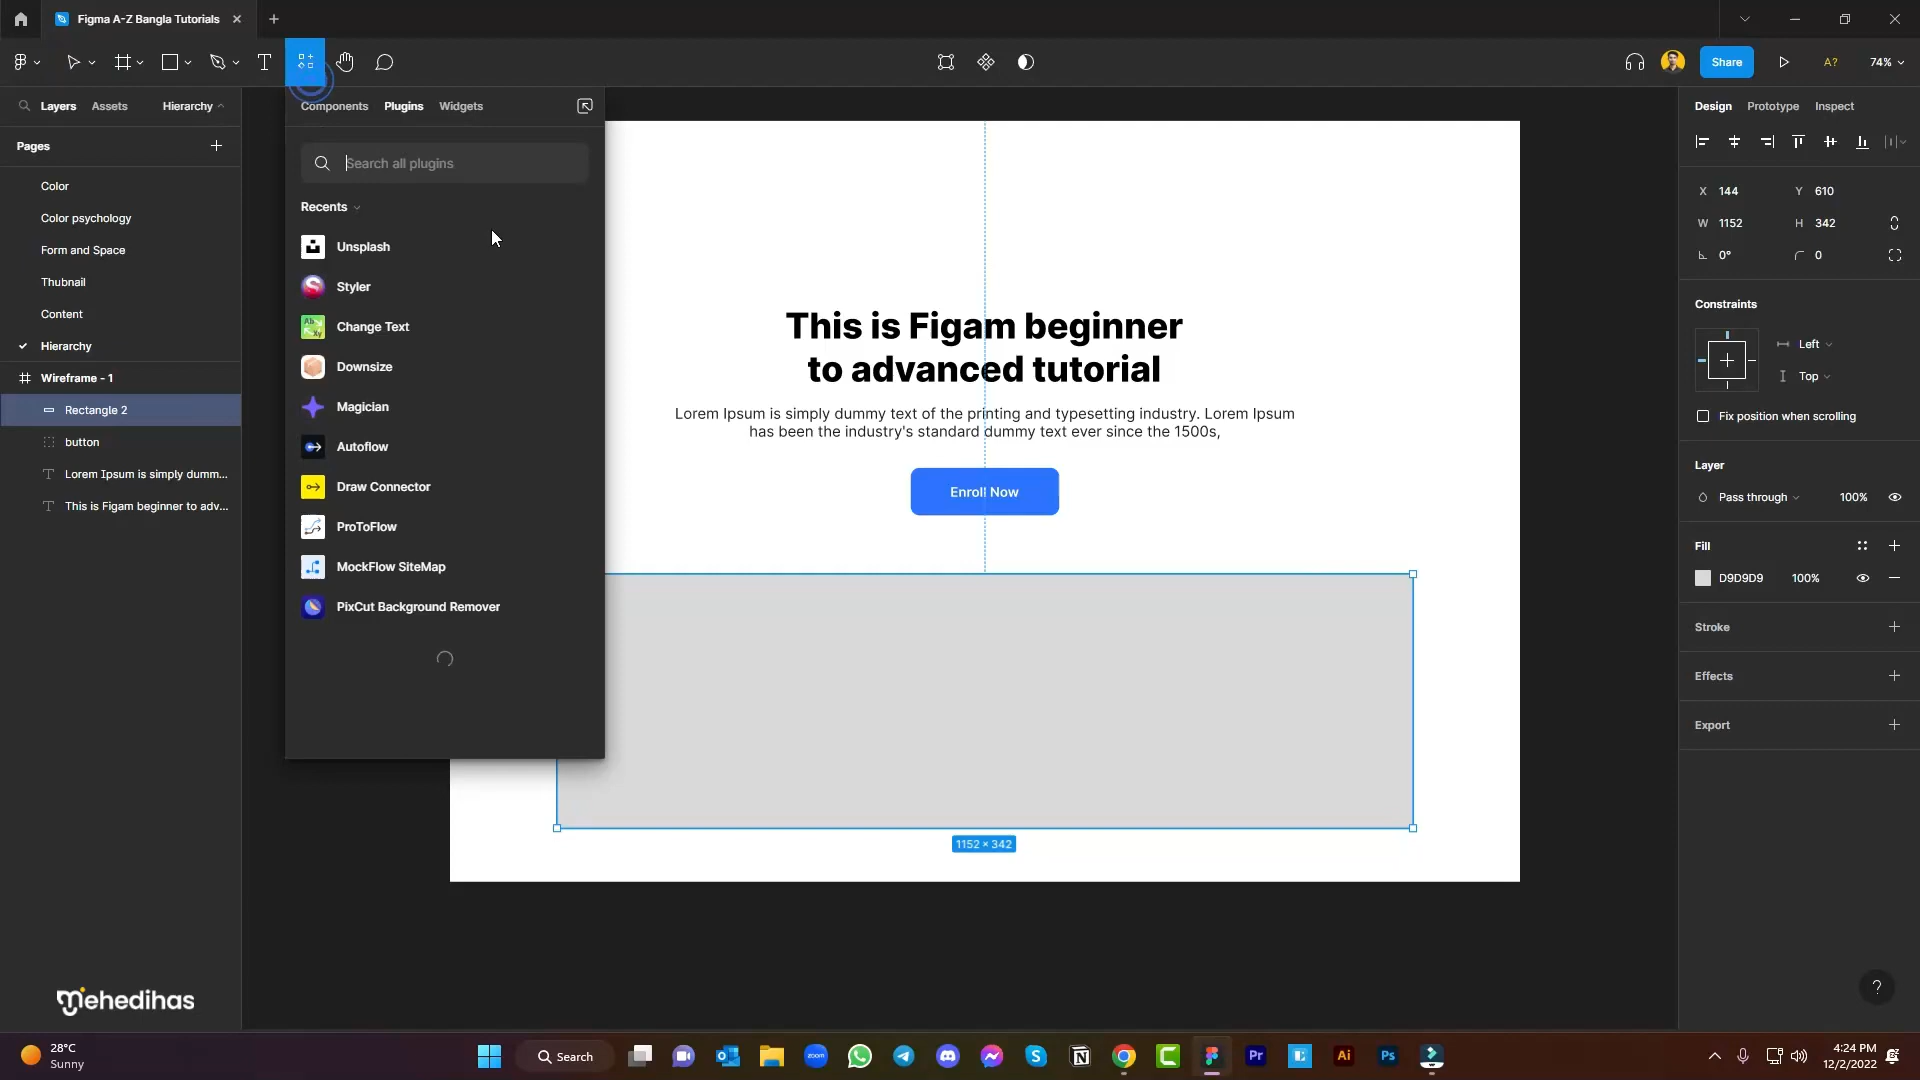 Figma A-Z Bangla Tutorials
Share
A?
74%
Layers
Assets
Hierarchy
Components
Plugins
Widgets
Design
Prototype
Inspect
Pages
Color
Color psychology
Form and Space
Thubnail
Content
Hierarchy
Wireframe - 1
Rectangle 2
button
Lorem Ipsum is simply dumm...
This is Figam beginner to adv...
Search all plugins
Recents
Unsplash
Styler
Change Text
Downsize
Magician
Autoflow
Draw Connector
ProToFlow
MockFlow SiteMap
PixCut Background Remover
This is Figam beginner
to advanced tutorial
Lorem Ipsum is simply dummy text of the printing and typesetting industry. Lorem Ipsum
has been the industry's standard dummy text ever since the 1500s,
Enroll Now
1152 × 342
X 144 Y 610
W 1152 H 342
0° 0
Constraints
Left
Top
Fix position when scrolling
Layer
Pass through 100%
Fill
D9D9D9 100%
Stroke
Effects
Export
?
Mehedihas
28°C
Sunny
Search
zoom
Pr
Ai
Ps
4:24 PM
12/2/2022